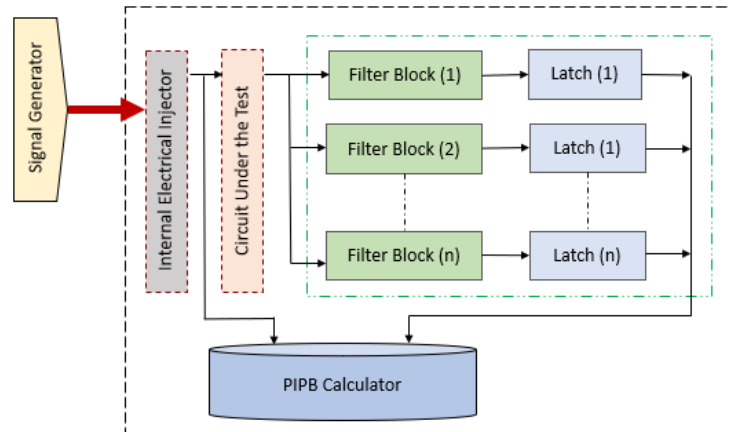 Signal Generator
Internal Electrical Injector
Circuit Under the Test
Filter Block (1)
Latch (1)
Filter Block (2)
Latch (1)
Filter Block (n)
Latch (n)
PIPB Calculator